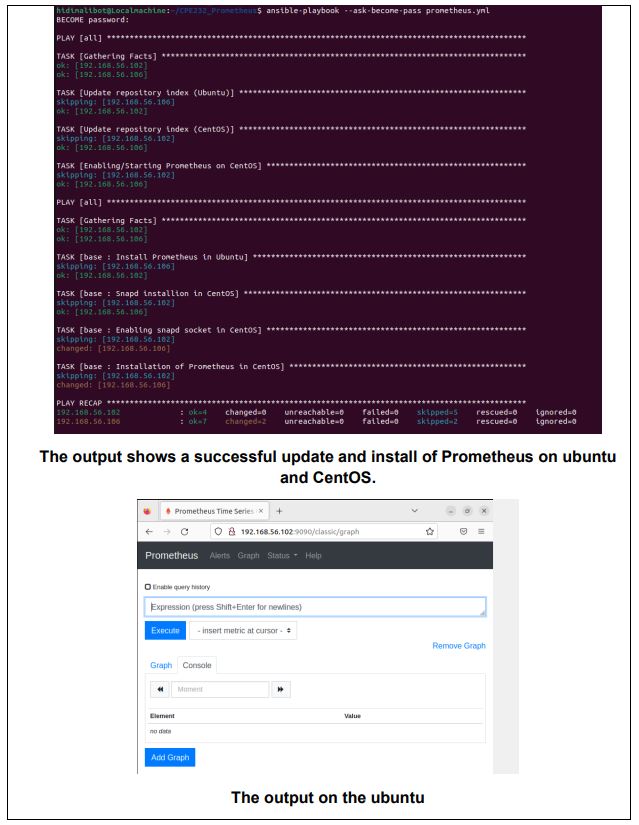 hidimalibot@Localmachine:~/CPE232_Prometheus$ ansible-playbook --ask-become-pass prometheus.yml
BECOME password:
PLAY [all] *********************************************************************
TASK [Gathering Facts] *********************************************************
ok: [192.168.56.102]
ok: [192.168.56.106]
TASK [Update repository index (Ubuntu)] ****************************************
skipping: [192.168.56.106]
ok: [192.168.56.102]
TASK [Update repository index (CentOS)] ****************************************
skipping: [192.168.56.102]
ok: [192.168.56.106]
TASK [Enabling/Starting Prometheus on CentOS] **********************************
skipping: [192.168.56.102]
ok: [192.168.56.106]
PLAY [all] *********************************************************************
TASK [Gathering Facts] *********************************************************
ok: [192.168.56.102]
ok: [192.168.56.106]
TASK [base : Install Prometheus in Ubuntu] *************************************
skipping: [192.168.56.106]
ok: [192.168.56.102]
TASK [base : Snapd installion in CentOS] ***************************************
skipping: [192.168.56.102]
ok: [192.168.56.106]
TASK [base : Enabling snapd socket in CentOS] **********************************
skipping: [192.168.56.102]
changed: [192.168.56.106]
TASK [base : Installation of Prometheus in CentOS] *****************************
skipping: [192.168.56.102]
changed: [192.168.56.106]
PLAY RECAP *********************************************************************
192.168.56.102 : ok=4 changed=0 unreachable=0 failed=0 skipped=5 rescued=0 ignored=0
192.168.56.106 : ok=7 changed=2 unreachable=0 failed=0 skipped=2 rescued=0 ignored=0
The output shows a successful update and install of Prometheus on ubuntu
and CentOS.
Prometheus Time Series
192.168.56.102:9090/classic/graph
Prometheus Alerts Graph Status Help
Enable query history
Expression (press Shift+Enter for newlines)
Execute - insert metric at cursor -
Remove Graph
Graph Console
Moment
Element Value
no data
Add Graph
The output on the ubuntu